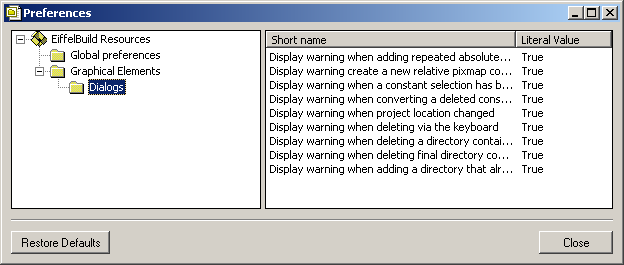 Preferences
EiffelBuild Resources
Global preferences
Graphical Elements
Dialogs
Short name Literal Value
Display warning when adding repeated absolute... True
Display warning create a new relative pixmap co... True
Display warning when a constant selection has b... True
Display warning when converting a deleted cons... True
Display warning when project location changed True
Display warning when deleting via the keyboard True
Display warning when deleting a directory contai... True
Display warning when deleting final directory co... True
Display warning when adding a directory that alr... True
Restore Defaults Close